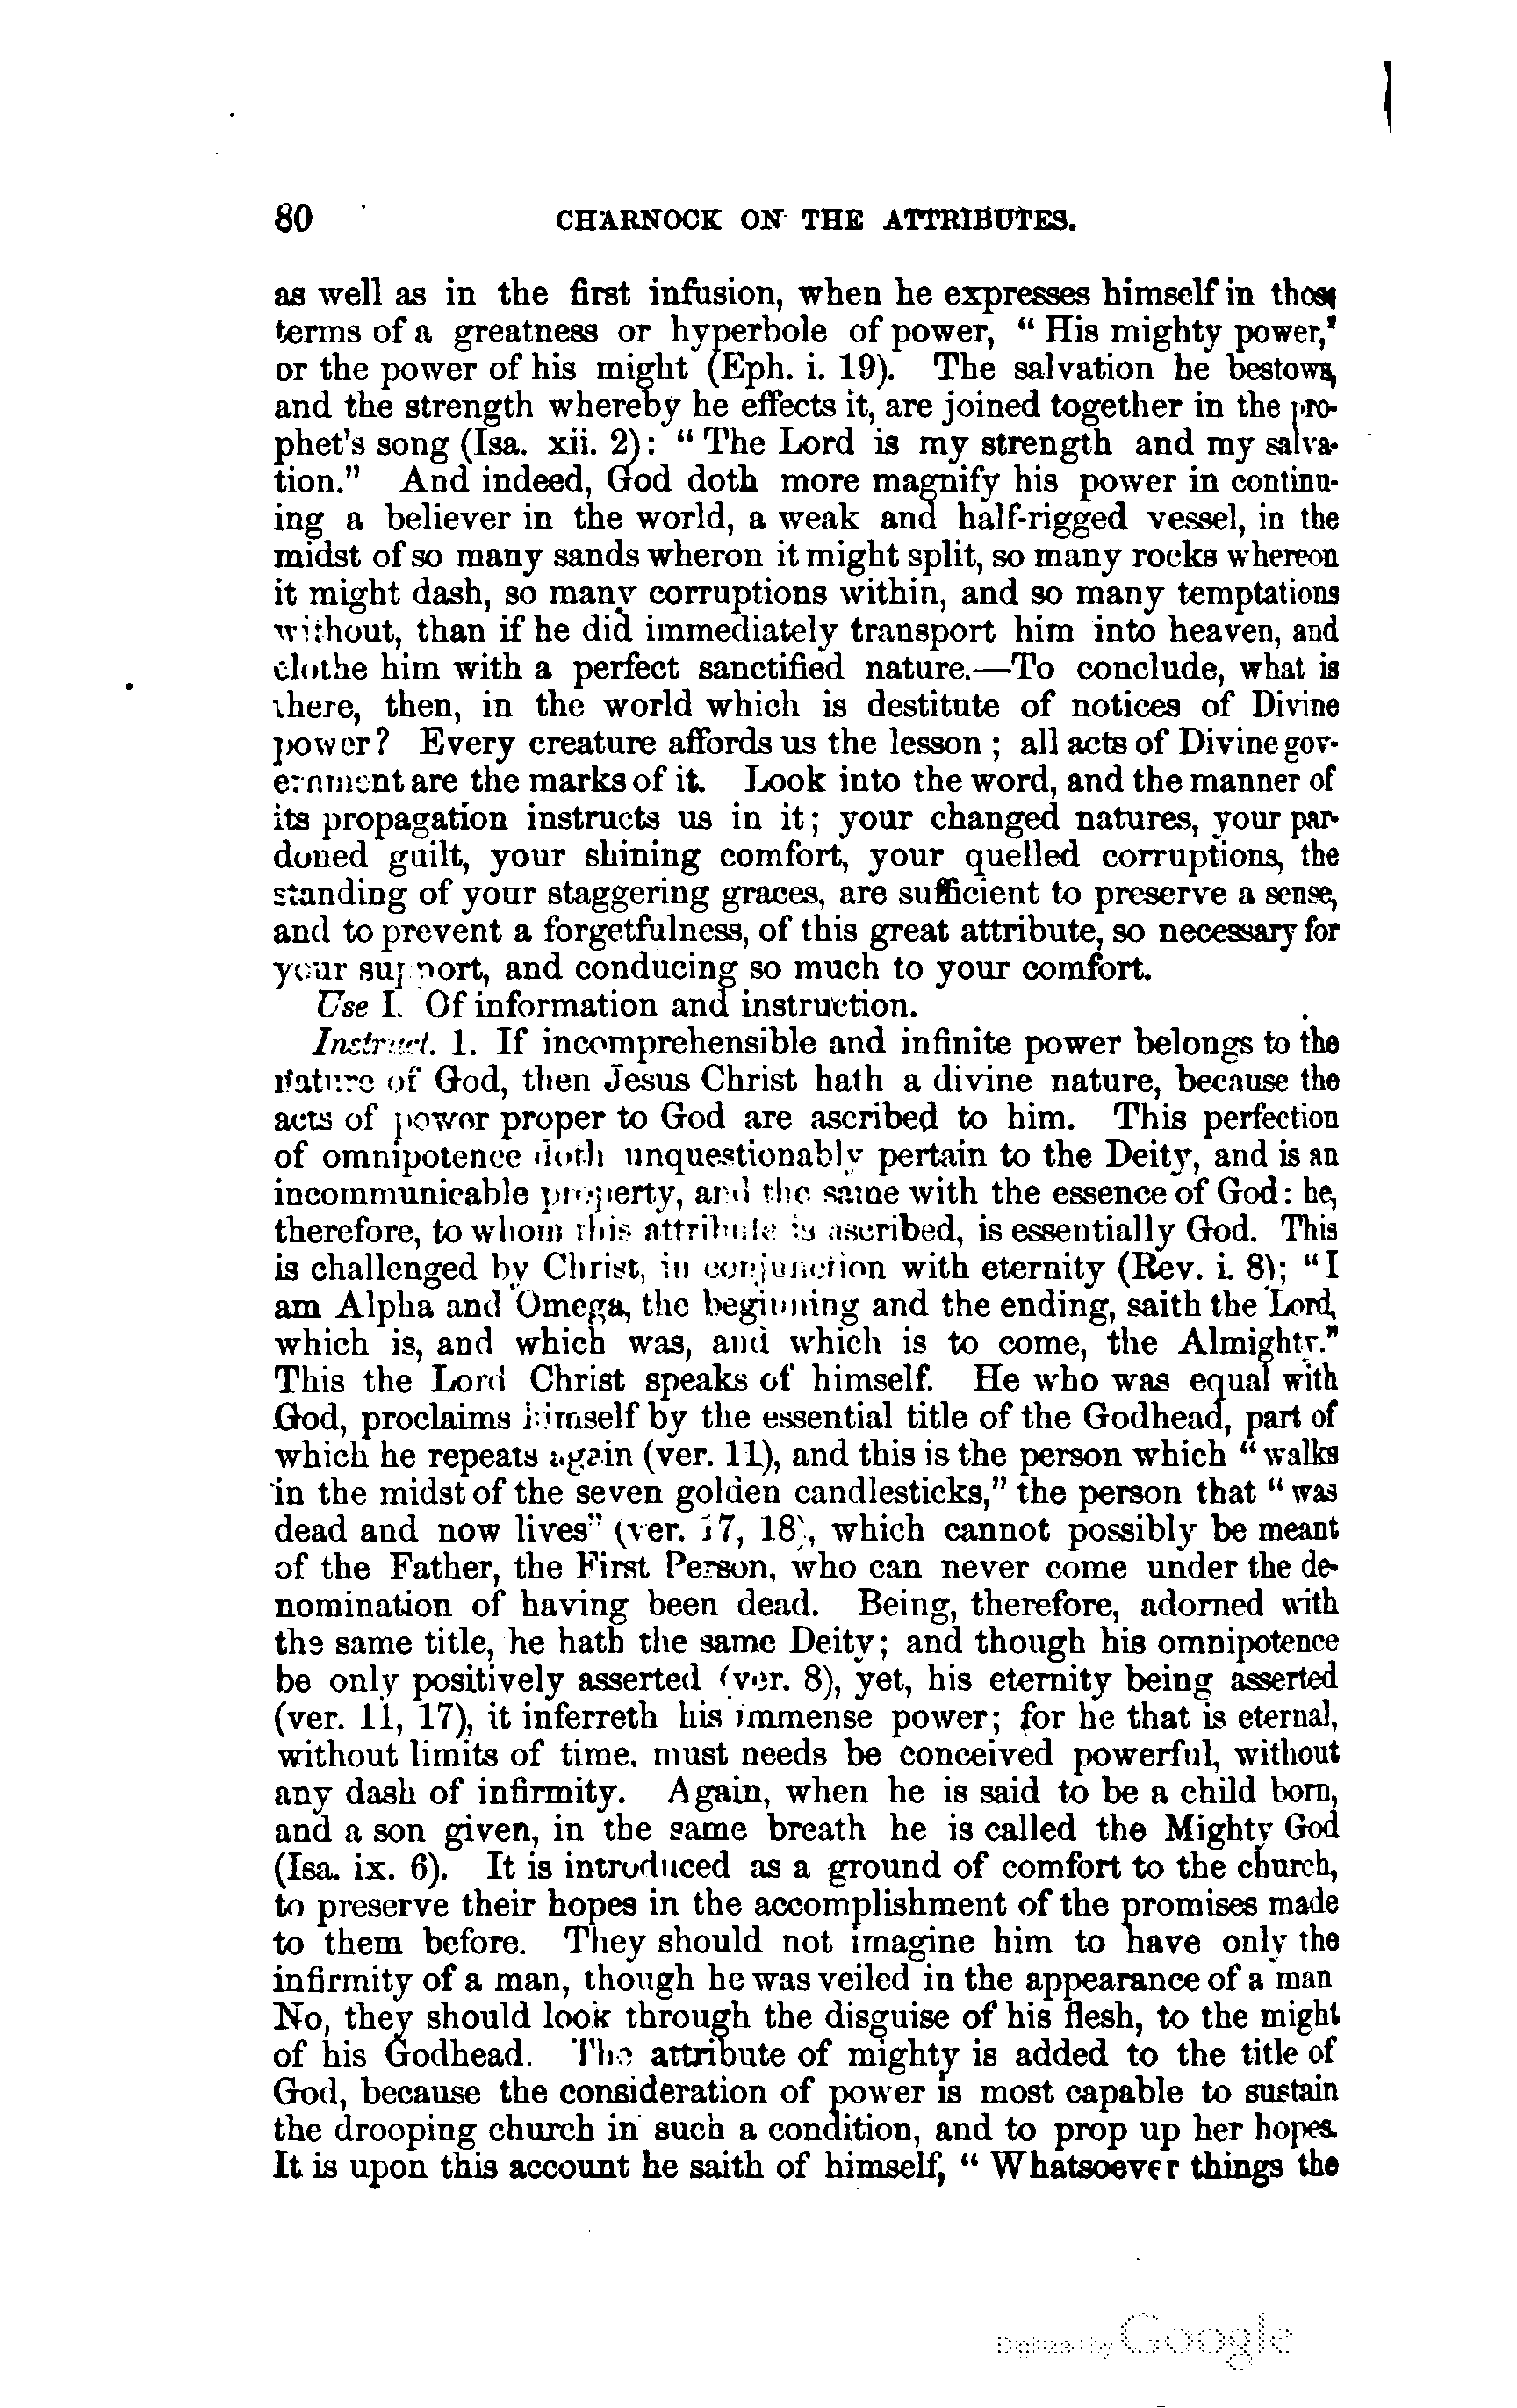 80 CHARNOCK ON THE ATTRIBUTES.
as well as in the first infusion, when he expresses himself in those
terms of a greatness or hyperbole of power, “ His mighty power,’
or the power of his might (Eph. i. 19). The salvation he bestows,
and the strength whereby he effects it, are joined together in the pro-
phet's song (Isa. xii. 2): “ The Lord is my strength and my salva-
tion.” And indeed, God doth more magnify his power in continu-
ing a believer in the world, a weak and half-rigged vessel, in the
midst of so many sands wheron it might split, so many rocks whereon
it might dash, so many corruptions within, and so many temptations
without, than if he did immediately transport him into heaven, and
clothe him with a perfect sanctified nature.—To conclude, what is
there, then, in the world which is destitute of notices of Divine
power? Every creature affords us the lesson ; all acts of Divine gov-
ernment are the marks of it. Look into the word, and the manner of
its propagation instructs us in it; your changed natures, your par-
doned guilt, your shining comfort, your quelled corruptions, the
standing of your staggering graces, are sufficient to preserve a sense,
and to prevent a forgetfulness, of this great attribute, so necessary for
your support, and conducing so much to your comfort.
Use I. Of information and instruction.
Instruct. 1. If incomprehensible and infinite power belongs to the
nature of God, then Jesus Christ hath a divine nature, because the
acts of power proper to God are ascribed to him. This perfection
of omnipotence doth unquestionably pertain to the Deity, and is an
incommunicable property, and the same with the essence of God: he,
therefore, to whom this attribute is ascribed, is essentially God. This
is challenged by Christ, in conjunction with eternity (Rev. i. 8); “I
am Alpha and Omega, the beginning and the ending, saith the Lord,
which is, and which was, and which is to come, the Almighty.”
This the Lord Christ speaks of himself. He who was equal with
God, proclaims himself by the essential title of the Godhead, part of
which he repeats again (ver. 11), and this is the person which “walks
in the midst of the seven golden candlesticks,” the person that “ was
dead and now lives” (ver. 17, 18), which cannot possibly be meant
of the Father, the First Person, who can never come under the de-
nomination of having been dead. Being, therefore, adorned with
the same title, he hath the same Deity; and though his omnipotence
be only positively asserted (ver. 8), yet, his eternity being asserted
(ver. 11, 17), it inferreth his immense power; for he that is eternal,
without limits of time, must needs be conceived powerful, without
any dash of infirmity. Again, when he is said to be a child born,
and a son given, in the same breath he is called the Mighty God
(Isa. ix. 6). It is introduced as a ground of comfort to the church,
to preserve their hopes in the accomplishment of the promises made
to them before. They should not imagine him to have only the
infirmity of a man, though he was veiled in the appearance of a man
No, they should look through the disguise of his flesh, to the might
of his Godhead. The attribute of mighty is added to the title of
God, because the consideration of power is most capable to sustain
the drooping church in such a condition, and to prop up her hopes.
It is upon this account he saith of himself, “ Whatsoever things the
Digitized by Google